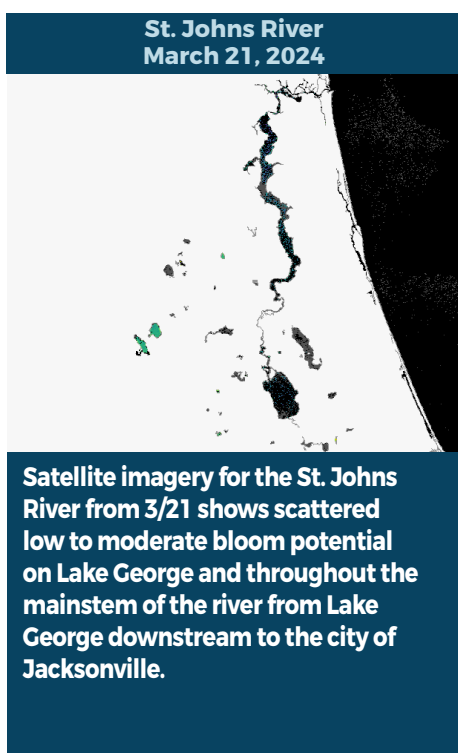 St. Johns River
March 21, 2024
Satellite imagery for the St. Johns
River from 3/21 shows scattered
low to moderate bloom potential
on Lake George and throughout the
mainstem of the river from Lake
George downstream to the city of
Jacksonville.